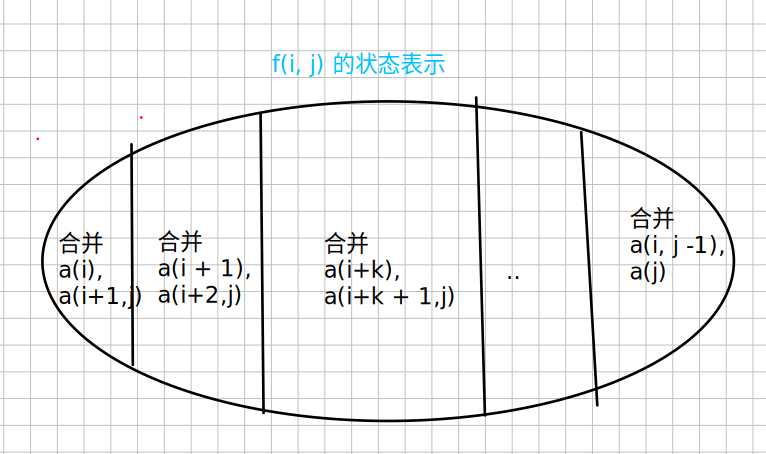 f(i, j) 的状态表示
合并
a(i),
a(i+1,j)
合并
a(i + 1),
a(i+2,j)
合并
a(i+k),
a(i+k + 1,j)
..
合并
a(i, j -1),
a(j)